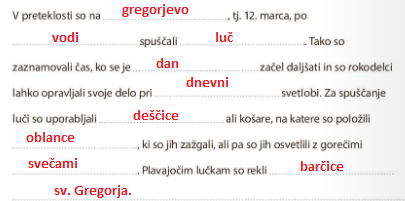 V preteklosti so na gregorjevo, tj. 12. marca, po
vodi spuščali luč. Tako so
zaznamovali čas, ko se je dan začel daljšati in so rokodelci
lahko opravljali svoje delo pri dnevni svetlobi. Za spuščanje
luči so uporabljali deščice ali košare, na katere so položili
oblance, ki so jih zažgali, ali pa so jih osvetlili z gorečimi
svečami. Plavajočim lučkam so rekli barčice
sv. Gregorja.